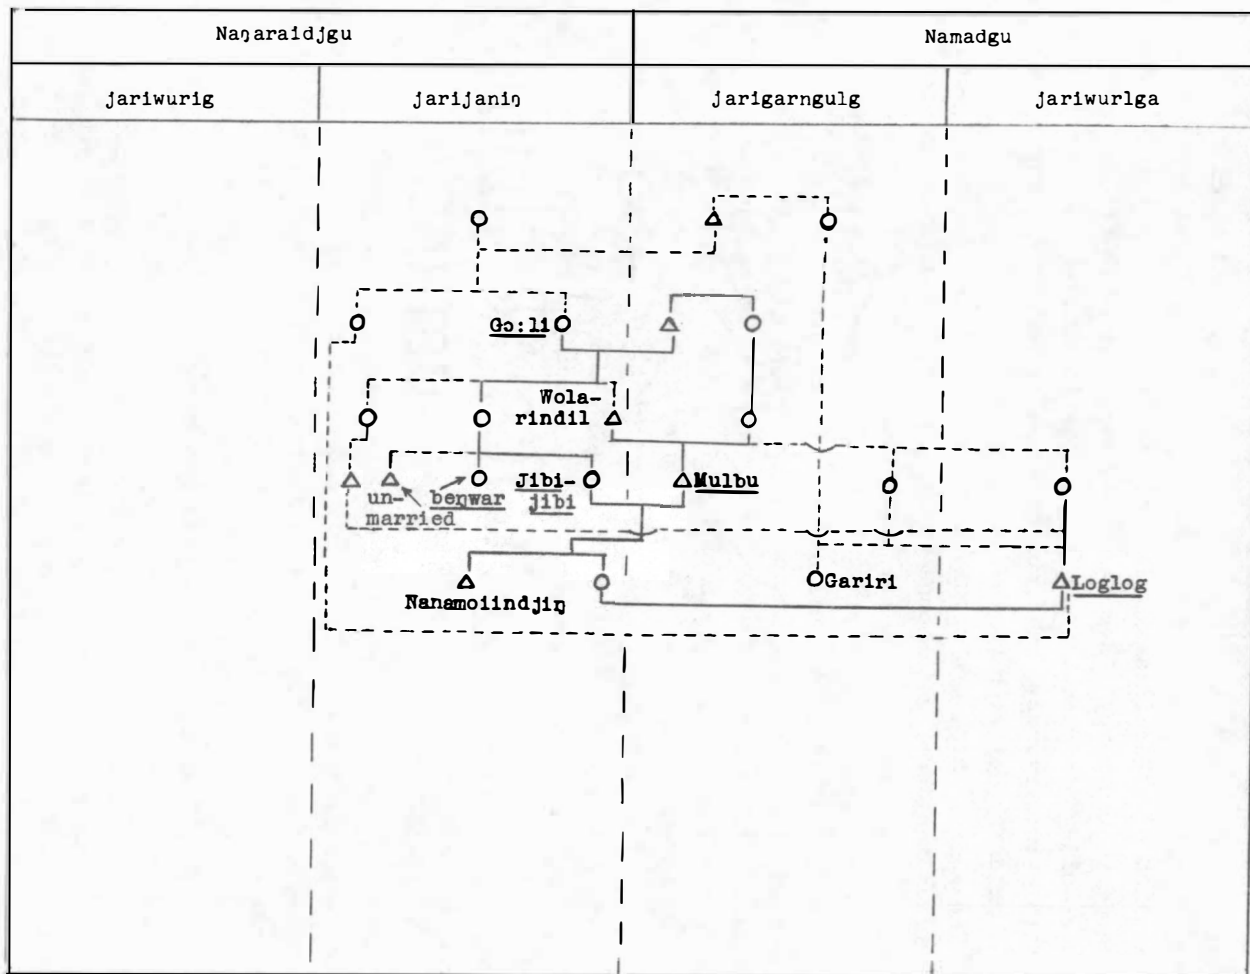 Naŋaraidjgu
Namadgu
jariwurig
jarijaniŋ
jarigarngulg
jariwurlga
Gɔ:li
Wola-
rindil
un-
married
beŋwar
Jibi-
jibi
Mulbu
Nanamoiindjiŋ
Gariri
Loglog